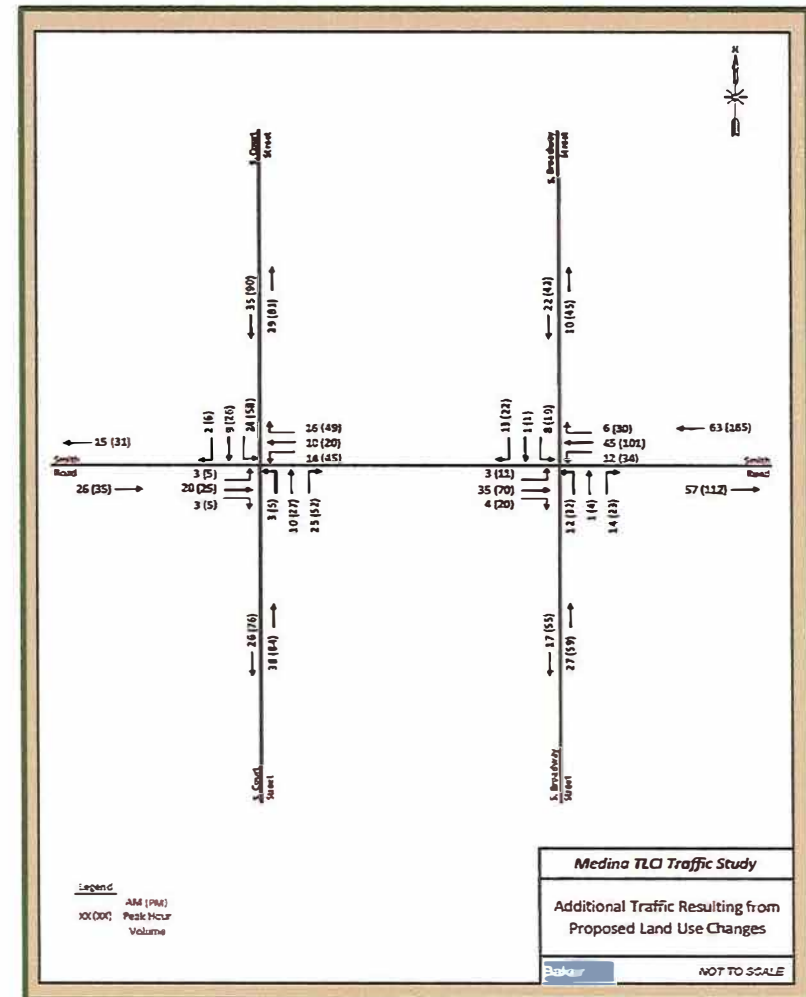 N
S. Court
Street
S. Broadway
Street
35 (90)
29 (83)
22 (42)
10 (45)
2 (6)
9 (26)
24 (58)
16 (49)
10 (20)
14 (45)
15 (31)
13 (22)
1 (1)
8 (19)
6 (30)
45 (101)
12 (34)
63 (165)
Smith
Road
26 (35)
3 (5)
20 (25)
3 (5)
3 (5)
10 (27)
25 (52)
3 (11)
35 (70)
4 (20)
12 (32)
1 (4)
14 (23)
Smith
Road
57 (112)
26 (76)
38 (84)
17 (55)
27 (59)
S. Court
Street
S. Broadway
Street
Legend
AM (PM)
XX(XX) Peak Hour
Volume
Medina TLCI Traffic Study
Additional Traffic Resulting from
Proposed Land Use Changes
Baker
NOT TO SCALE